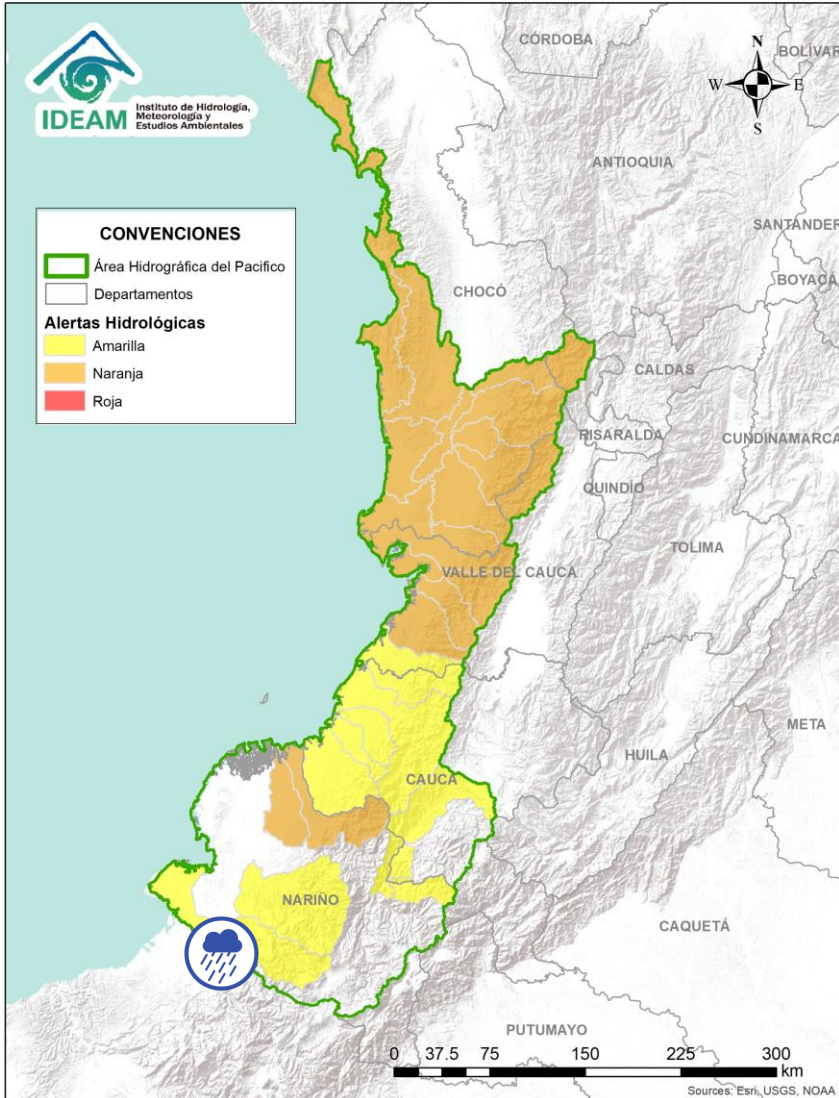 IDEAM
Instituto de Hidrología,
Meteorología y
Estudios Ambientales
N
W
E
S
CÓRDOBA
BOLÍVAR
ANTIOQUIA
SANTANDER
BOYACÁ
CONVENCIONES
Área Hidrográfica del Pacifico
Departamentos
Alertas Hidrológicas
Amarilla
Naranja
Roja
CHOCÓ
CALDAS
RISARALDA
CUNDINAMARCA
QUINDÍO
TOLIMA
VALLE DEL CAUCA
META
HUILA
CAUCA
NARIÑO
CAQUETÁ
PUTUMAYO
0 37.5 75 150 225 300
km
Sources: Esri, USGS, NOAA